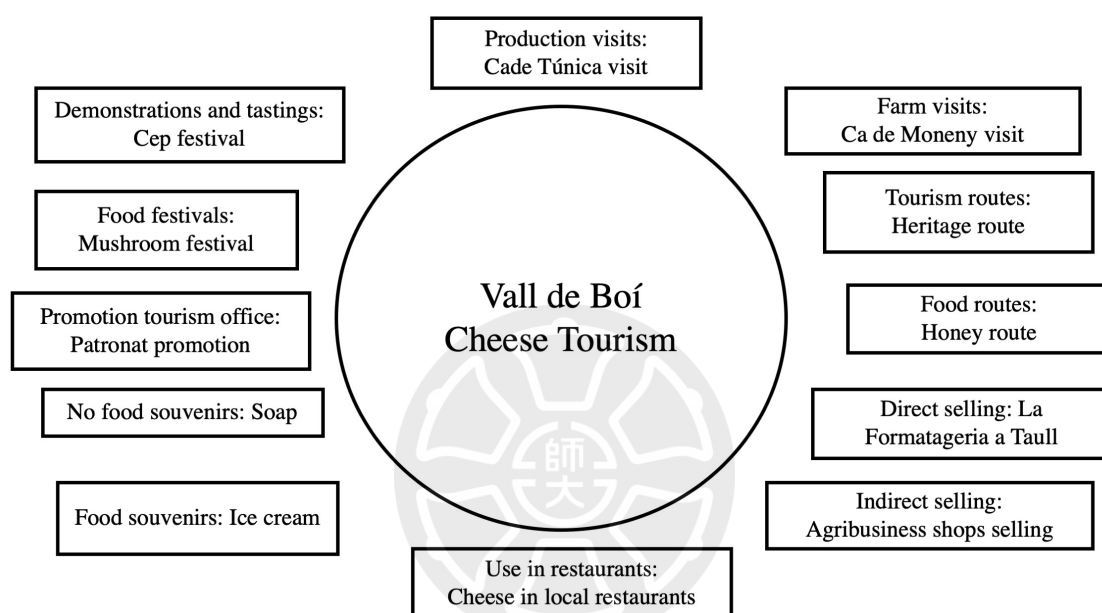 Production visits:
Cade Túnica visit
Demonstrations and tastings:
Cep festival
Farm visits:
Ca de Moneny visit
Food festivals:
Mushroom festival
Tourism routes:
Heritage route
Vall de Boí
Cheese Tourism
Promotion tourism office:
Patronat promotion
Food routes:
Honey route
No food souvenirs: Soap
Direct selling: La
Formatageria a Taull
Food souvenirs: Ice cream
Indirect selling:
Agribusiness shops selling
師大
Use in restaurants:
Cheese in local restaurants